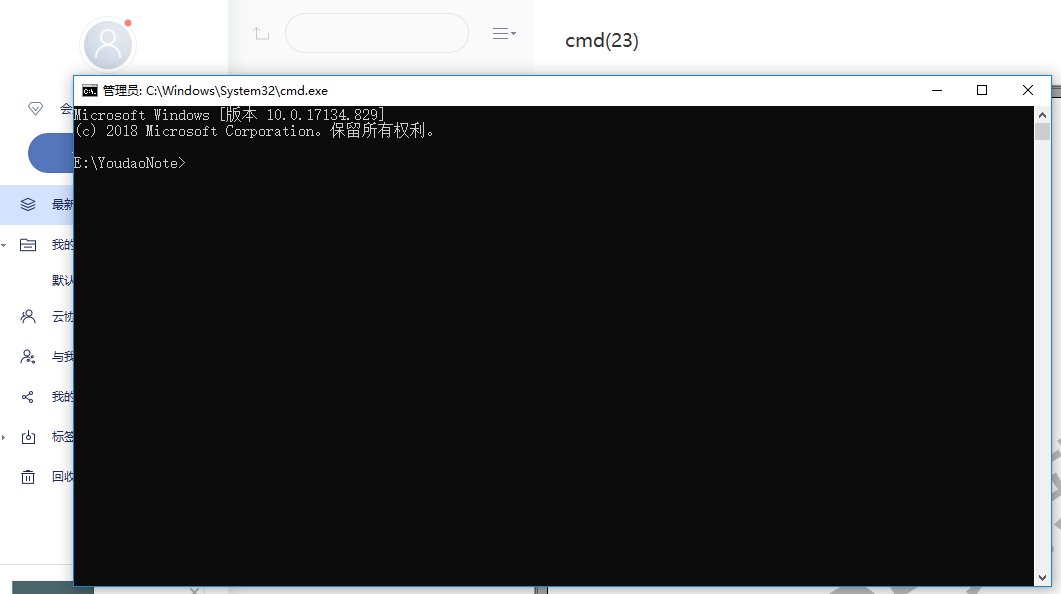 cmd(23)
管理员: C:\Windows\System32\cmd.exe
Microsoft Windows [版本 10.0.17134.829]
(c) 2018 Microsoft Corporation。保留所有权利。
E:\YoudaoNote>
会
最新
我的
默认
云协
与我
我的
标签
回收